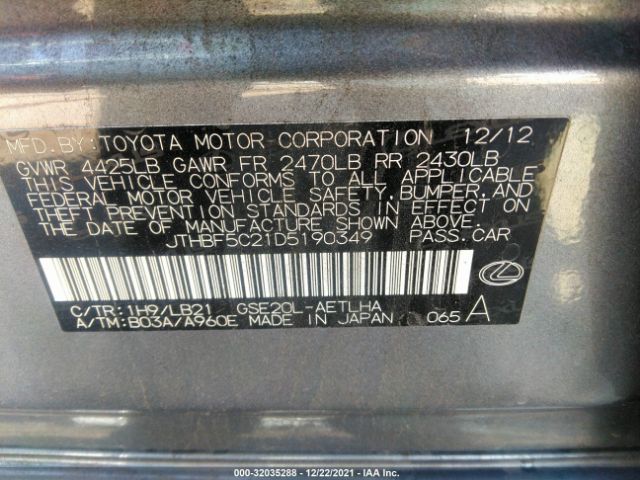 MFD.BY:TOYOTA MOTOR CORPORATION 12/12
GVWR 4425LB GAWR FR 2470LB RR 2430LB
THIS VEHICLE CONFORMS TO ALL APPLICABLE
FEDERAL MOTOR VEHICLE SAFETY, BUMPER, AND
THEFT PREVENTION STANDARDS IN EFFECT ON
THE DATE OF MANUFACTURE SHOWN ABOVE.
JTHBF5C21D5190349 PASS.CAR
C/TR:1H9/LB21 GSE20L-AETLHA
A/TM:B03A/A960E MADE IN JAPAN 065 A
000-32035288 - 12/22/2021 - IAA Inc.